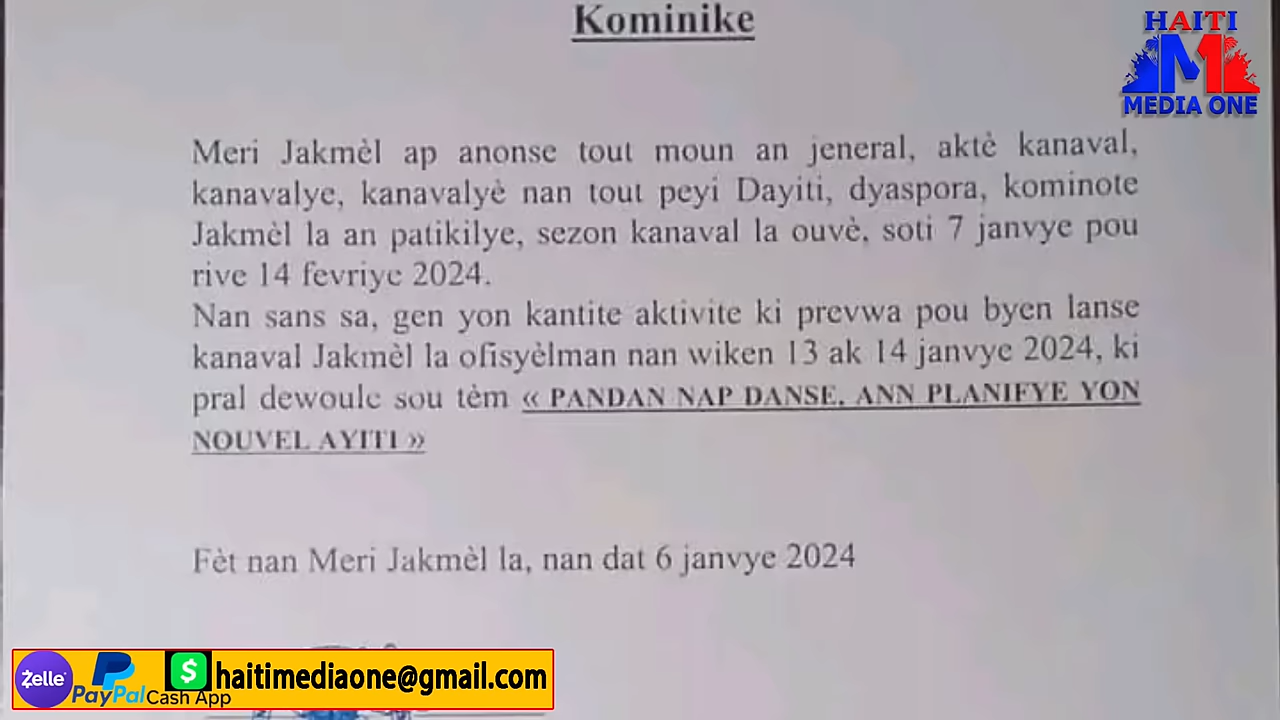 Kominike
HAITI
M
MEDIA ONE
Meri Jakmèl ap anonse tout moun an jeneral, aktè kanaval,
kanavalye, kanavalyè nan tout peyi Dayiti, dyaspora, kominote
Jakmèl la an patikilye, sezon kanaval la ouvè, soti 7 janvye pou
rive 14 fevriye 2024.
Nan sans sa, gen yon kantite aktivite ki prevwa pou byen lanse
kanaval Jakmèl la ofisyèlman nan wiken 13 ak 14 janvye 2024, ki
pral dewoule sou tèm « PANDAN NAP DANSE, ANN PLANIFYE YON
NOUVEL AYITI »
Fèt nan Meri Jakmèl la, nan dat 6 janvye 2024
Zelle
PayPal
$
Cash App
haitimediaone@gmail.com